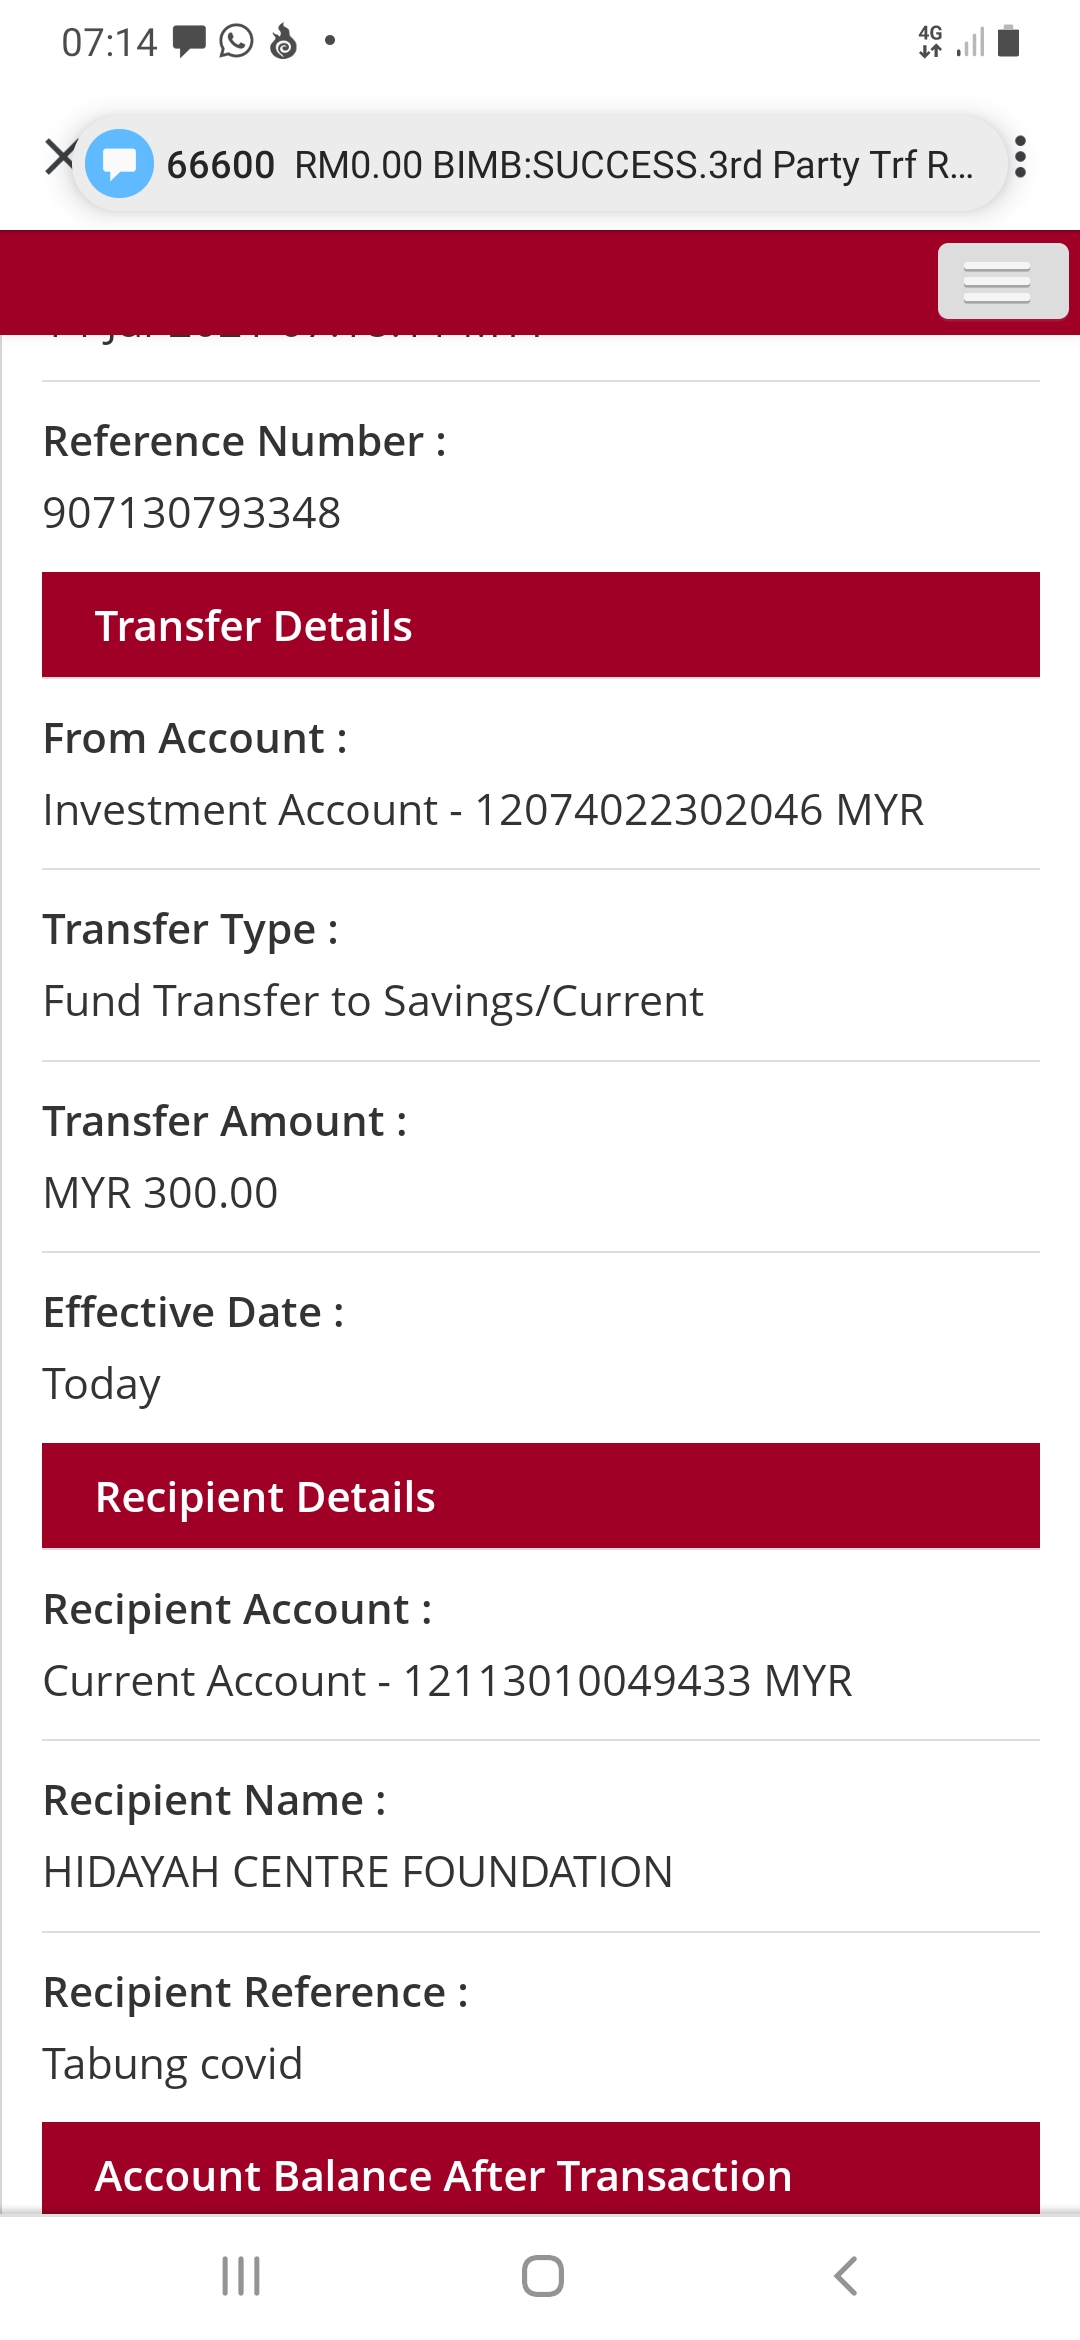 07:14
4G
66600 RM0.00 BIMB:SUCCESS.3rd Party Trf R...
Reference Number :
907130793348
Transfer Details
From Account :
Investment Account - 12074022302046 MYR
Transfer Type :
Fund Transfer to Savings/Current
Transfer Amount :
MYR 300.00
Effective Date :
Today
Recipient Details
Recipient Account :
Current Account - 12113010049433 MYR
Recipient Name :
HIDAYAH CENTRE FOUNDATION
Recipient Reference :
Tabung covid
Account Balance After Transaction